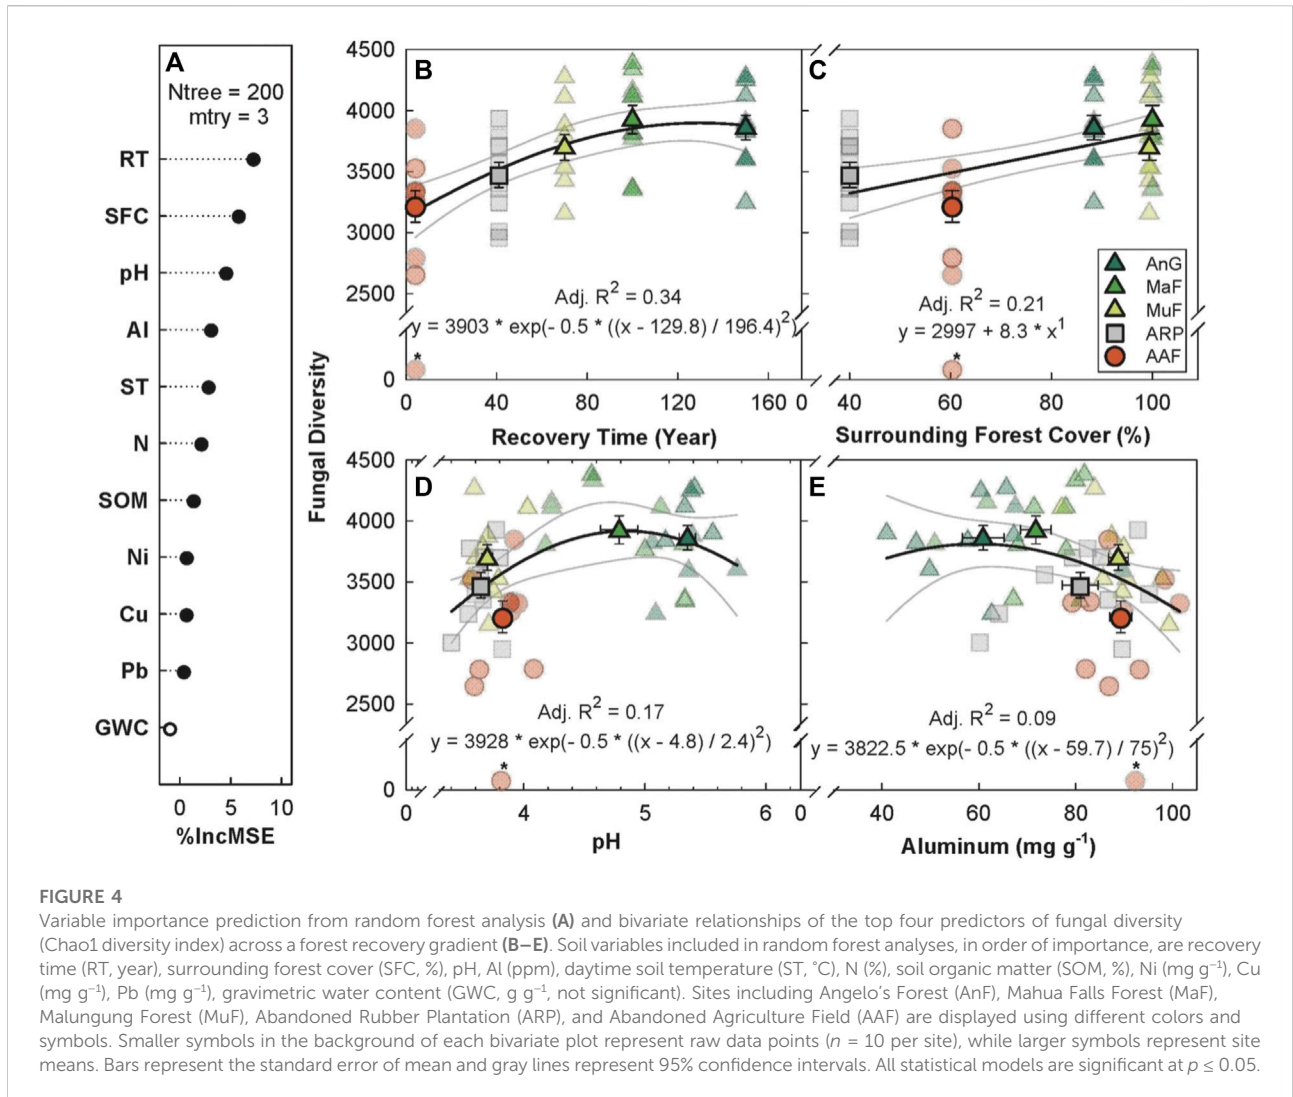 A
Ntree = 200
mtry = 3
RT
SFC
pH
Al
ST
N
SOM
Ni
Cu
Pb
GWC
0 5 10
%IncMSE
Fungal Diversity
B
4500
4000
3500
3000
2500
0
Adj. R² = 0.34
y = 3903 * exp(- 0.5 * ((x - 129.8) / 196.4)²)
*
0 40 80 120 160
Recovery Time (Year)
C
Adj. R² = 0.21
y = 2997 + 8.3 * x¹
*
AnG
MaF
MuF
ARP
AAF
0 40 60 80 100
Surrounding Forest Cover (%)
D
4500
4000
3500
3000
2500
0
Adj. R² = 0.17
y = 3928 * exp(- 0.5 * ((x - 4.8) / 2.4)²)
*
0 4 5 6
pH
E
Adj. R² = 0.09
y = 3822.5 * exp(- 0.5 * ((x - 59.7) / 75)²)
*
0 40 60 80 100
Aluminum (mg g⁻¹)
FIGURE 4
Variable importance prediction from random forest analysis (A) and bivariate relationships of the top four predictors of fungal diversity
(Chao1 diversity index) across a forest recovery gradient (B–E). Soil variables included in random forest analyses, in order of importance, are recovery
time (RT, year), surrounding forest cover (SFC, %), pH, Al (ppm), daytime soil temperature (ST, °C), N (%), soil organic matter (SOM, %), Ni (mg g⁻¹), Cu
(mg g⁻¹), Pb (mg g⁻¹), gravimetric water content (GWC, g g⁻¹, not significant). Sites including Angelo's Forest (AnF), Mahua Falls Forest (MaF),
Malungung Forest (MuF), Abandoned Rubber Plantation (ARP), and Abandoned Agriculture Field (AAF) are displayed using different colors and
symbols. Smaller symbols in the background of each bivariate plot represent raw data points (n = 10 per site), while larger symbols represent site
means. Bars represent the standard error of mean and gray lines represent 95% confidence intervals. All statistical models are significant at p ≤ 0.05.